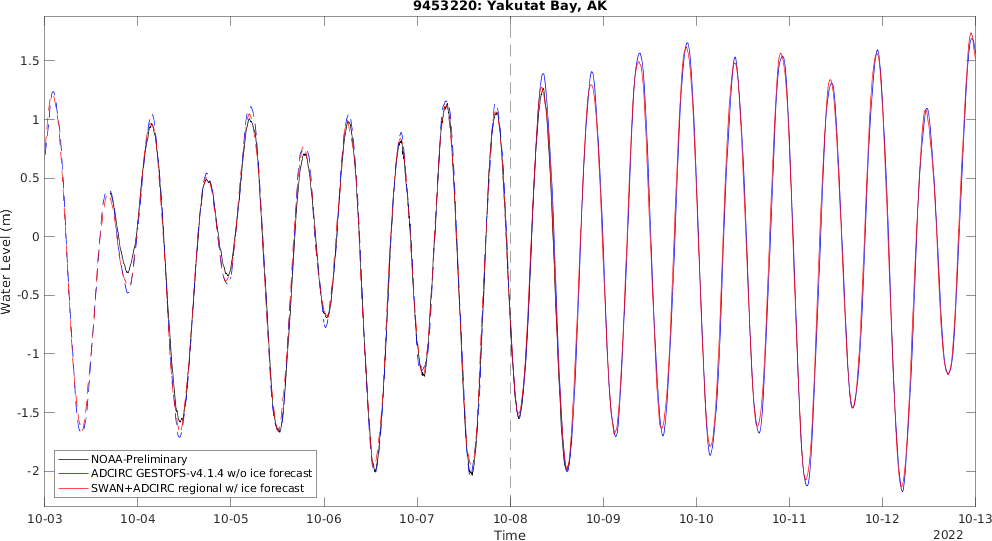 9453220: Yakutat Bay, AK
Water Level (m)
1.5
1
0.5
0
-0.5
-1
-1.5
-2
NOAA-Preliminary
ADCIRC GESTOFS-v4.1.4 w/o ice forecast
SWAN+ADCIRC regional w/ ice forecast
10-03 10-04 10-05 10-06 10-07 10-08 10-09 10-10 10-11 10-12 10-13
Time
2022